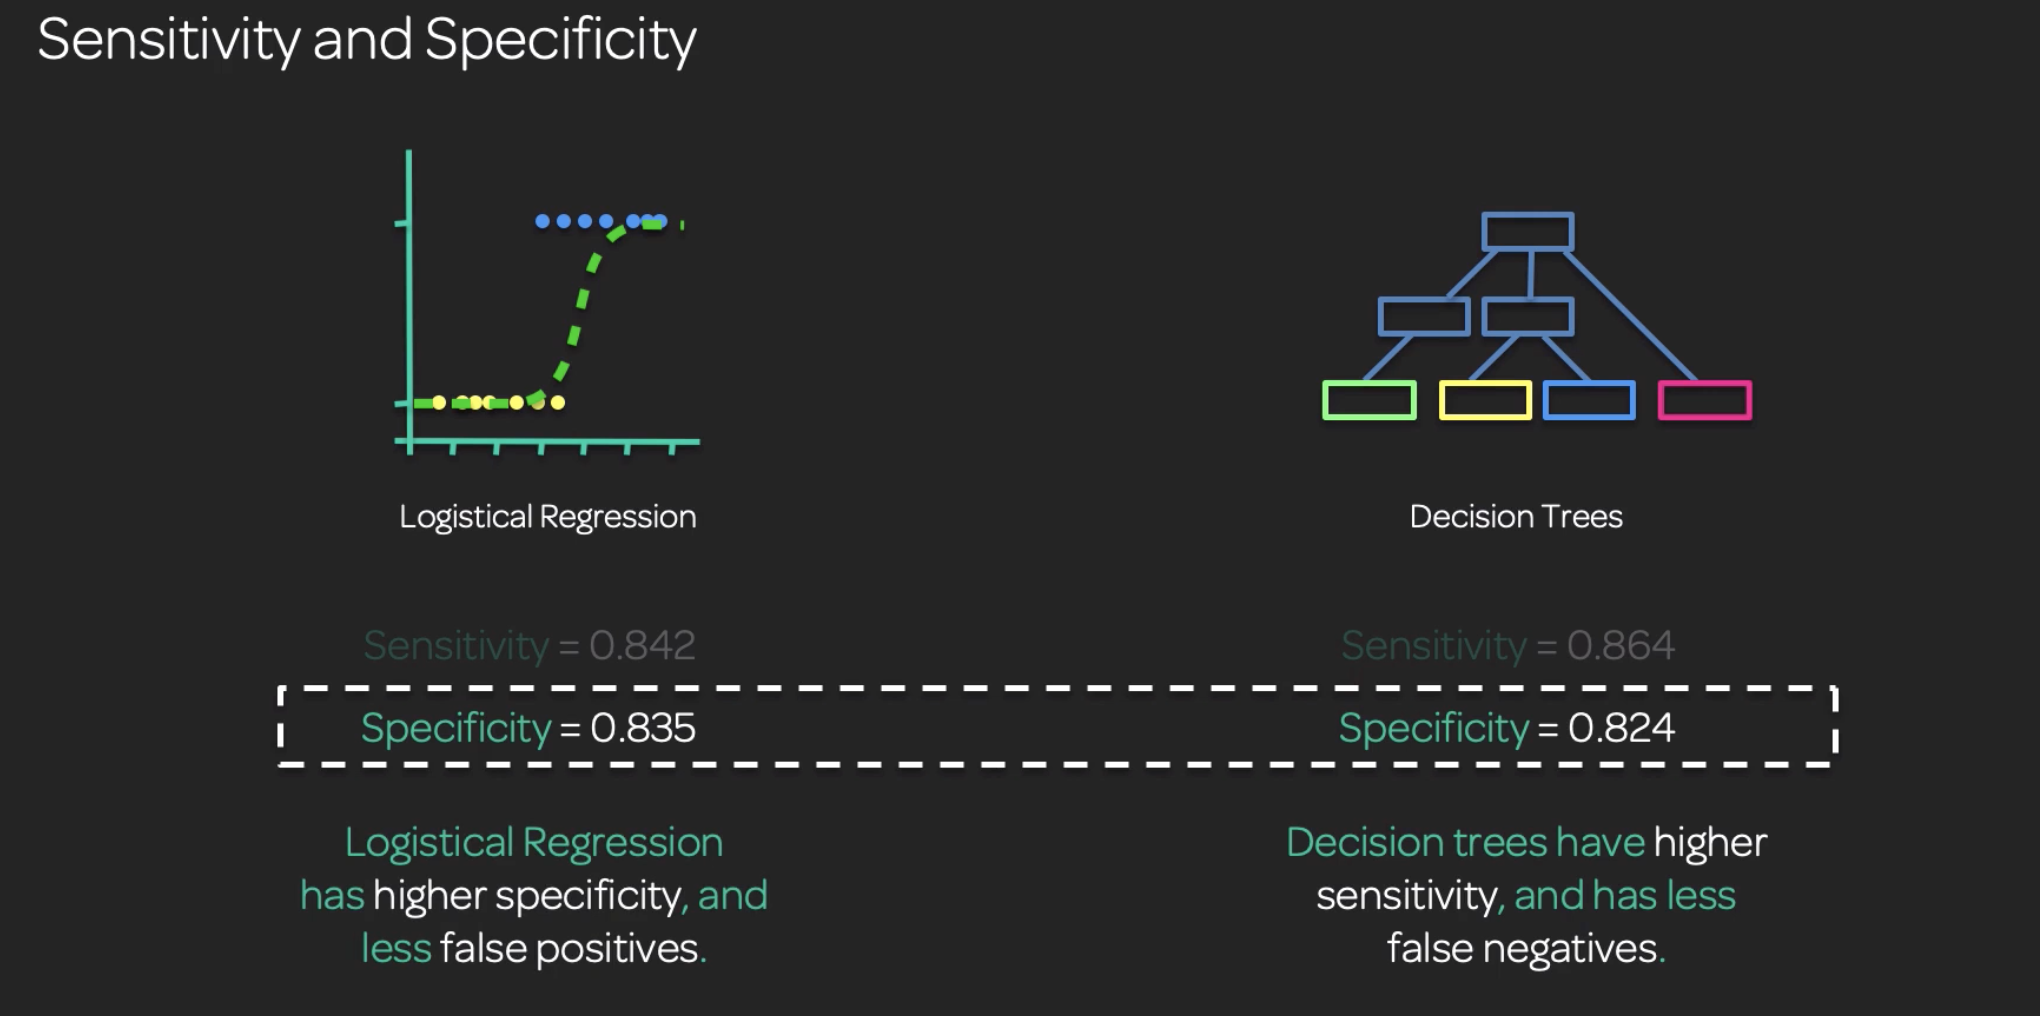 Sensitivity and Specificity
Logistical Regression
Decision Trees
Sensitivity = 0.842
Sensitivity = 0.864
Specificity = 0.835
Specificity = 0.824
Logistical Regression
has higher specificity, and
less false positives.
Decision trees have higher
sensitivity, and has less
false negatives.